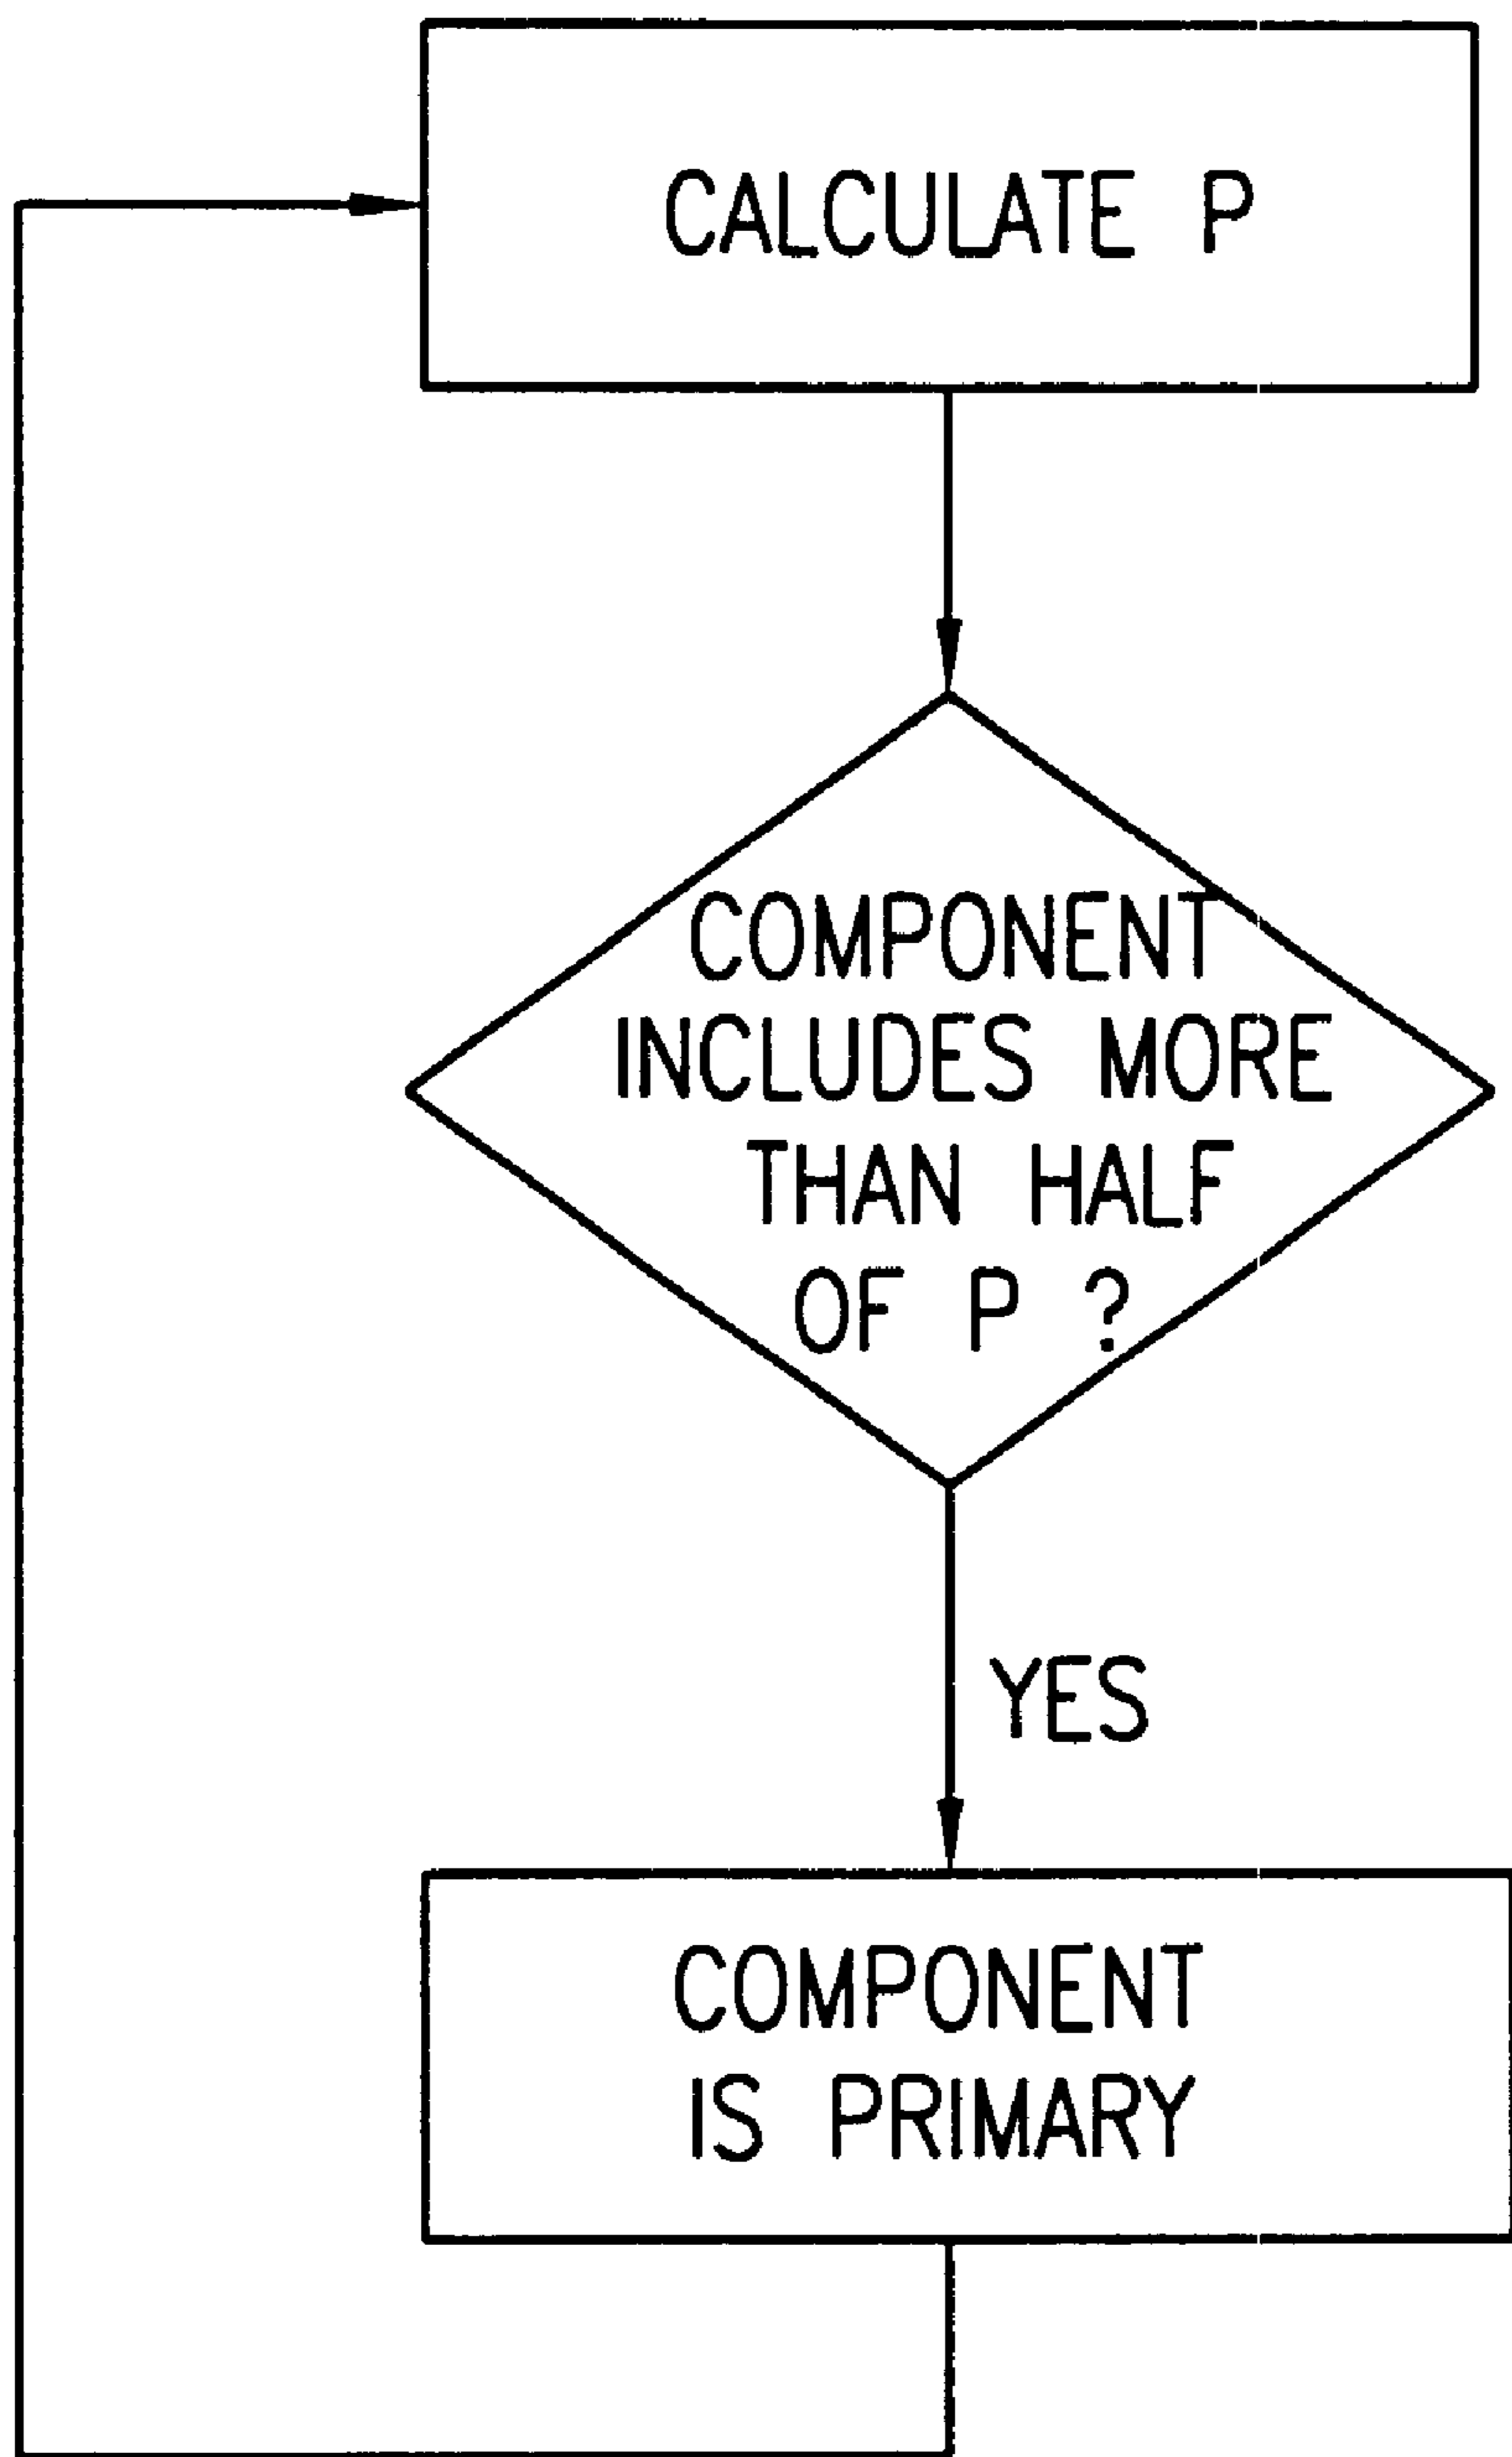 CALCULATE P
COMPONENT
INCLUDES MORE
THAN HALF
OF P ?
YES
COMPONENT
IS PRIMARY